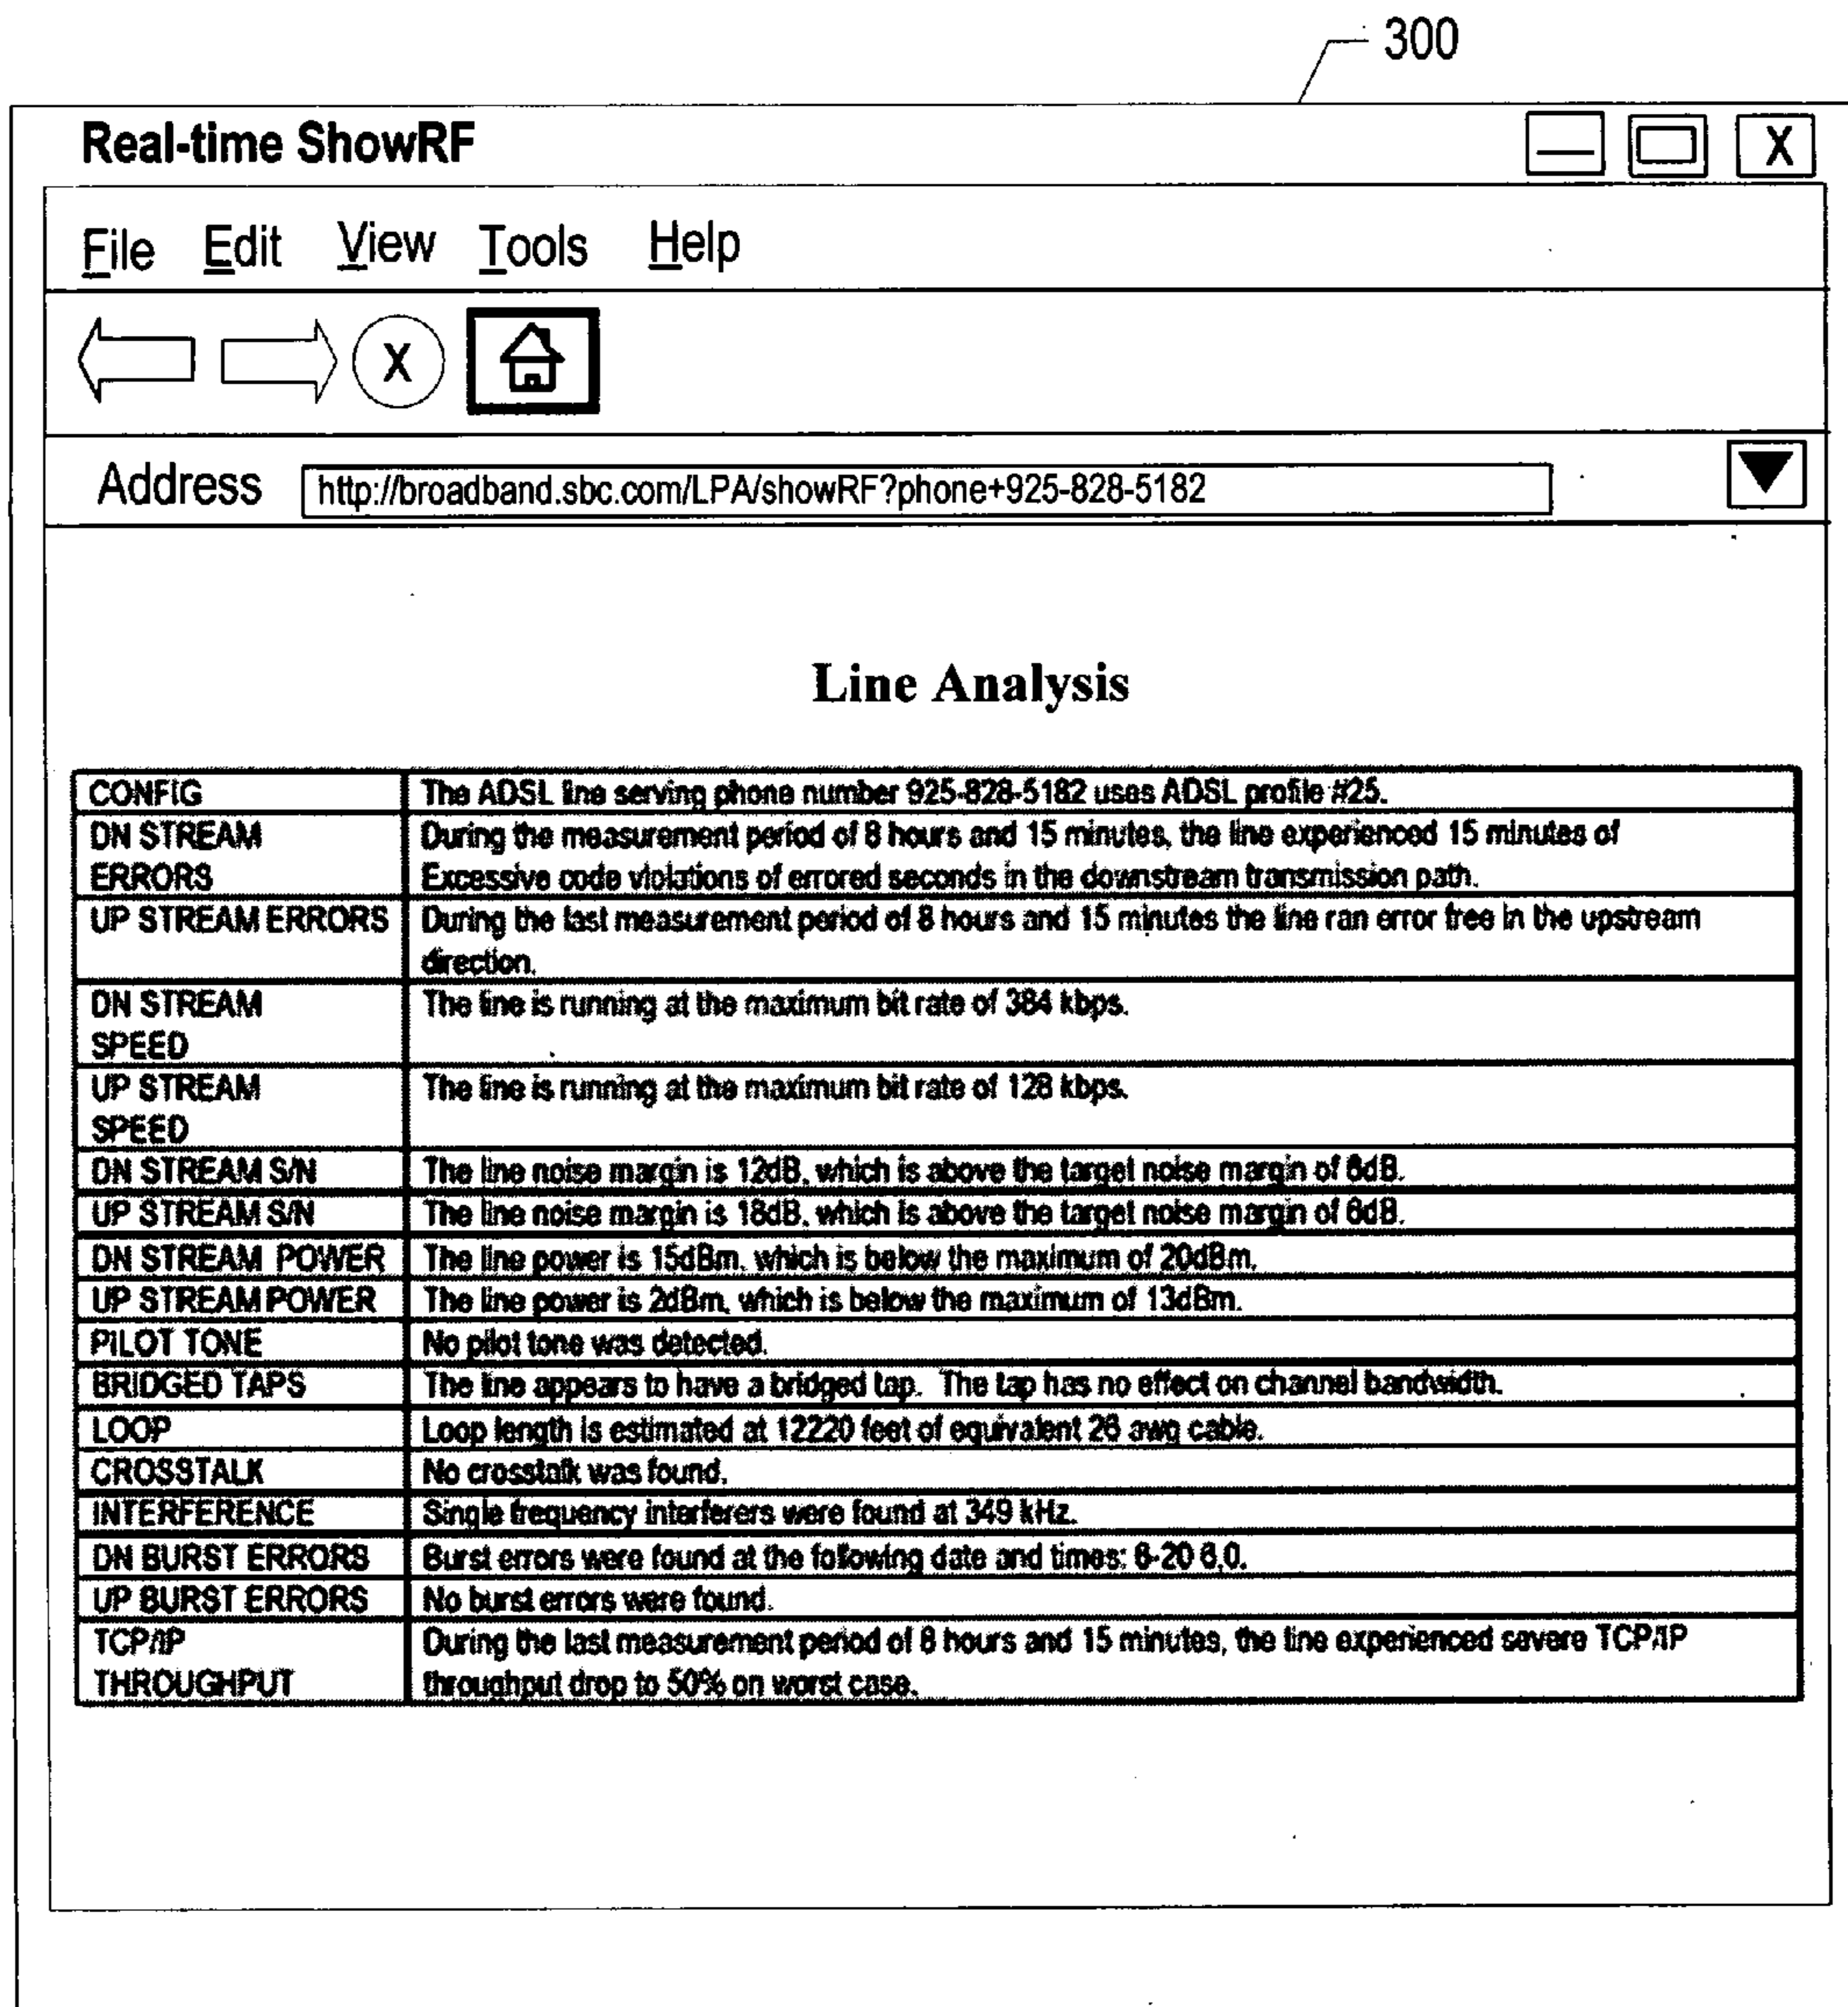 300
Real-time ShowRF
X
File Edit View Tools Help
X
Address http://broadband.sbc.com/LPA/showRF?phone+925-828-5182
Line Analysis
CONFIG The ADSL line serving phone number 925-828-5182 uses ADSL profile #25.
DN STREAM ERRORS During the measurement period of 8 hours and 15 minutes, the line experienced 15 minutes of
Excessive code violations of errored seconds in the downstream transmission path.
UP STREAM ERRORS During the last measurement period of 8 hours and 15 minutes the line ran error free in the upstream
direction.
DN STREAM SPEED The line is running at the maximum bit rate of 384 kbps.
UP STREAM SPEED The line is running at the maximum bit rate of 128 kbps.
DN STREAM S/N The line noise margin is 12dB, which is above the target noise margin of
UP STREAM S/N The line noise margin is 18dB, which is above the target noise margin of
DN STREAM POWER The line power is 15dBm, which is below the maximum of 20dBm.
UP STREAM POWER The line power is 2dBm, which is below the maximum of 13dBm.
PILOT TONE No pilot tone was detected.
BRIDGED TAPS The line appears to have a bridged tap. The tap has no effect on channel bandwidth.
LOOP Loop length is estimated at 12220 feet of equivalent 26 awg cable.
CROSSTALK No crosstalk was found.
INTERFERENCE Single frequency interferers were found at 349 kHz.
DN BURST ERRORS Burst errors were found at the following date and times:
UP BURST ERRORS No burst errors were found.
TCP/IP THROUGHPUT During the last measurement period of 8 hours and 15 minutes, the line experienced severe TCP/IP
throughput drop to 50% on worst case.